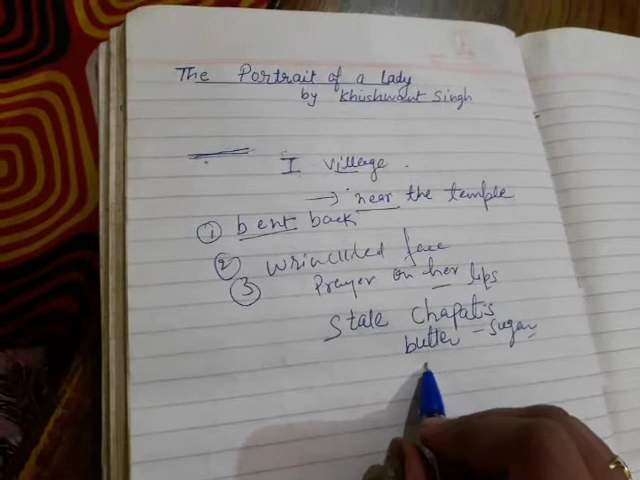 The Portrait of a lady
by Khushwant Singh
I village.
→ near the temple
① bent back
② wrinculded face
③ Prayer on her lips
Stale Chapatis
butter - sugar